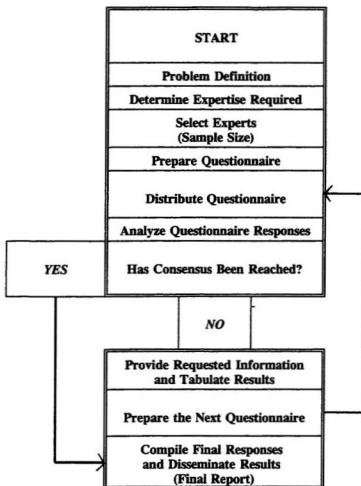 START
Problem Definition
Determine Expertise Required
Select Experts
(Sample Size)
Prepare Questionnaire
Distribute Questionnaire
Analyze Questionnaire Responses
YES
Has Consensus Been Reached?
NO
Provide Requested Information
and Tabulate Results
Prepare the Next Questionnaire
Compile Final Responses
and Disseminate Results
(Final Report)